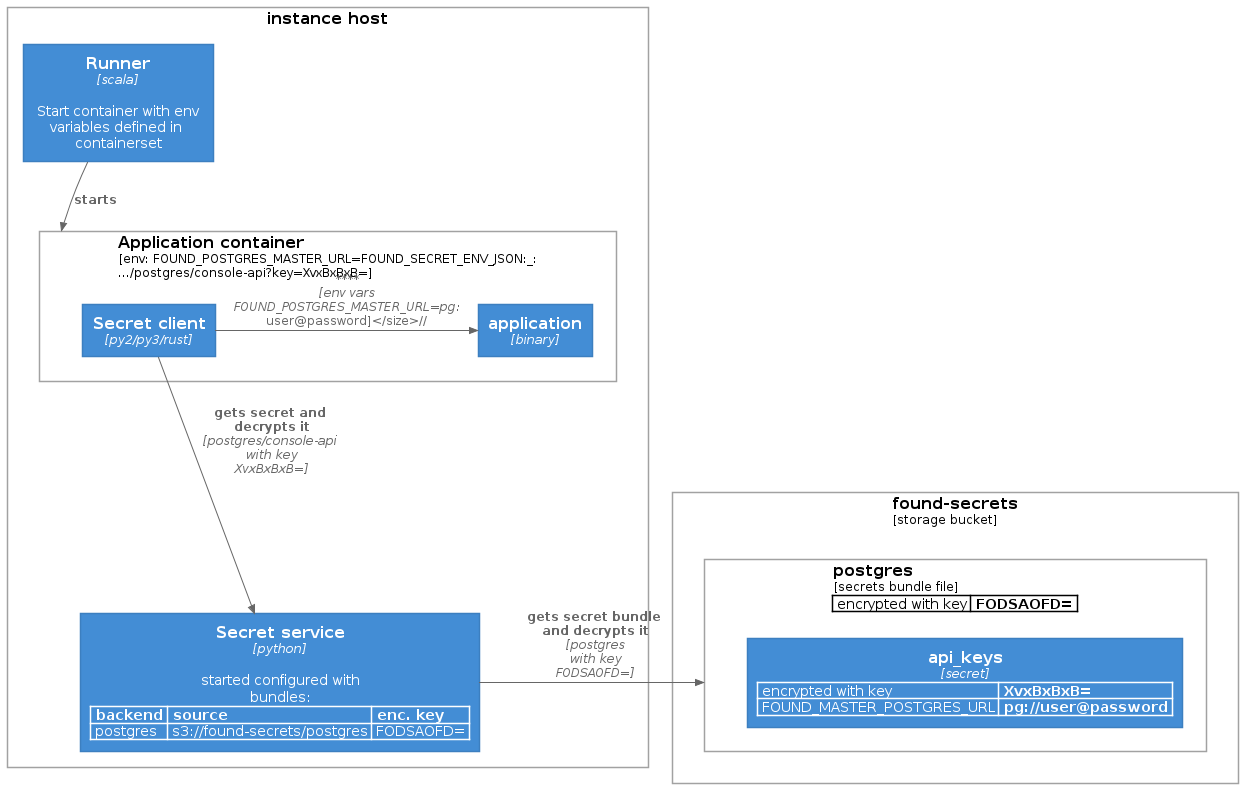 instance host
Runner
[scala]
Start container with env
variables defined in
containerset
starts
Application container
[env: FOUND_POSTGRES_MASTER_URL=FOUND_SECRET_ENV_JSON:_:
.../postgres/console-api?key=XvxBxBxB=]
[env vars
FOUND_POSTGRES_MASTER_URL=pg:
user@password]</size>//
Secret client
[py2/py3/rust]
application
[binary]
gets secret and
decrypts it
[postgres/console-api
with key
XvxBxBxB=]
found-secrets
[storage bucket]
postgres
[secrets bundle file]
encrypted with key FODSAOFD=
Secret service
[python]
started configured with
bundles:
backend source enc. key
postgres s3://found-secrets/postgres FODSAOFD=
gets secret bundle
and decrypts it
[postgres
with key
FODSAOFD=]
api_keys
[secret]
encrypted with key XvxBxBxB=
FOUND_MASTER_POSTGRES_URL pg://user@password